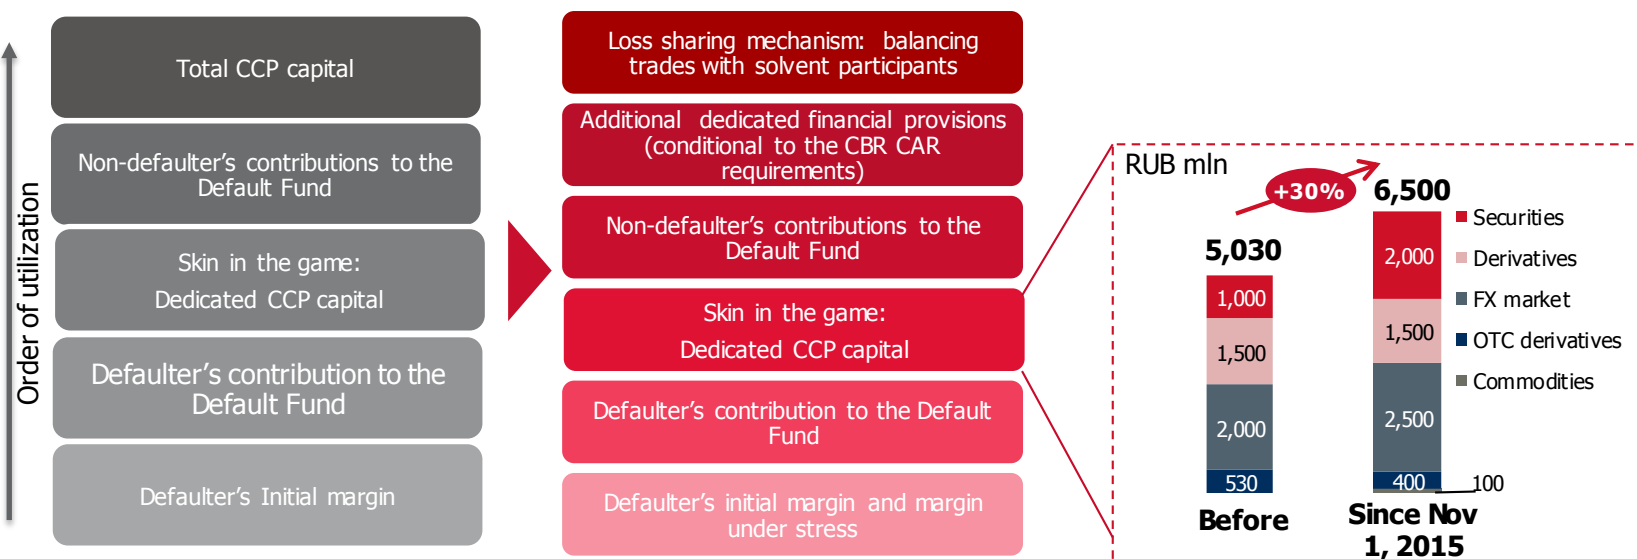 Order of utilization
Total CCP capital
Non-defaulter's contributions to the
Default Fund
Skin in the game:
Dedicated CCP capital
Defaulter's contribution to the
Default Fund
Defaulter's Initial margin
Loss sharing mechanism: balancing
trades with solvent participants
Additional dedicated financial provisions
(conditional to the CBR CAR
requirements)
Non-defaulter's contributions to the
Default Fund
Skin in the game:
Dedicated CCP capital
Defaulter's contribution to the Default
Fund
Defaulter's initial margin and margin
under stress
RUB mln
+30%
5,030
1,000
1,500
2,000
530
Before
6,500
2,000
1,500
2,500
400
100
Since Nov
1, 2015
Securities
Derivatives
FX market
OTC derivatives
Commodities